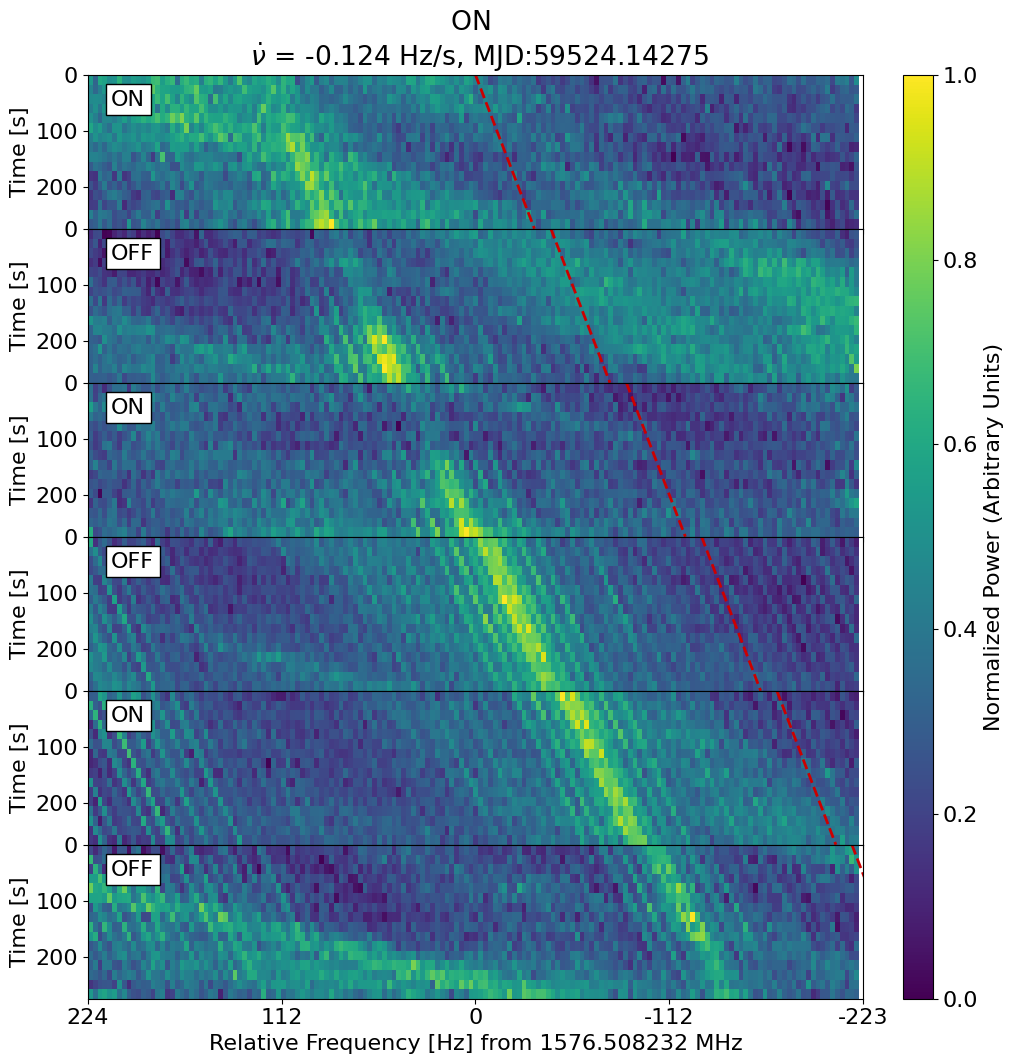 ON
ν̇ = -0.124 Hz/s, MJD:59524.14275
0
ON
100
Time [s]
200
0
OFF
100
Time [s]
200
0
ON
100
Time [s]
200
0
OFF
100
Time [s]
200
0
ON
100
Time [s]
200
0
OFF
100
Time [s]
200
224 112 0 -112 -223
Relative Frequency [Hz] from 1576.508232 MHz
1.0
0.8
0.6
0.4
0.2
0.0
Normalized Power (Arbitrary Units)